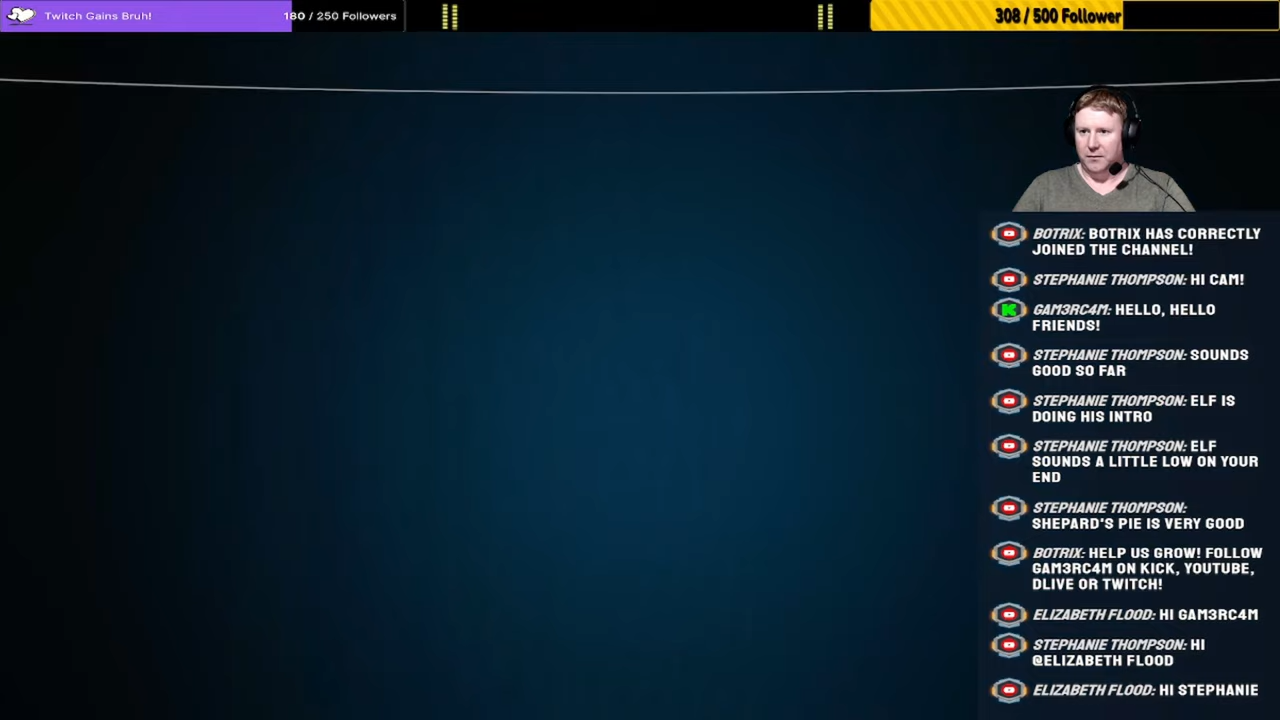 Twitch Gains Bruh!
180 / 250 Followers
308 / 500 Follower
BOTRIX: BOTRIX HAS CORRECTLY
JOINED THE CHANNEL!
STEPHANIE THOMPSON: HI CAM!
GAM3RC4M: HELLO, HELLO
FRIENDS!
STEPHANIE THOMPSON: SOUNDS
GOOD SO FAR
STEPHANIE THOMPSON: ELF IS
DOING HIS INTRO
STEPHANIE THOMPSON: ELF
SOUNDS A LITTLE LOW ON YOUR
END
STEPHANIE THOMPSON:
SHEPARD'S PIE IS VERY GOOD
BOTRIX: HELP US GROW! FOLLOW
GAM3RC4M ON KICK, YOUTUBE,
DLIVE OR TWITCH!
ELIZABETH FLOOD: HI GAM3RC4M
STEPHANIE THOMPSON: HI
@ELIZABETH FLOOD
ELIZABETH FLOOD: HI STEPHANIE